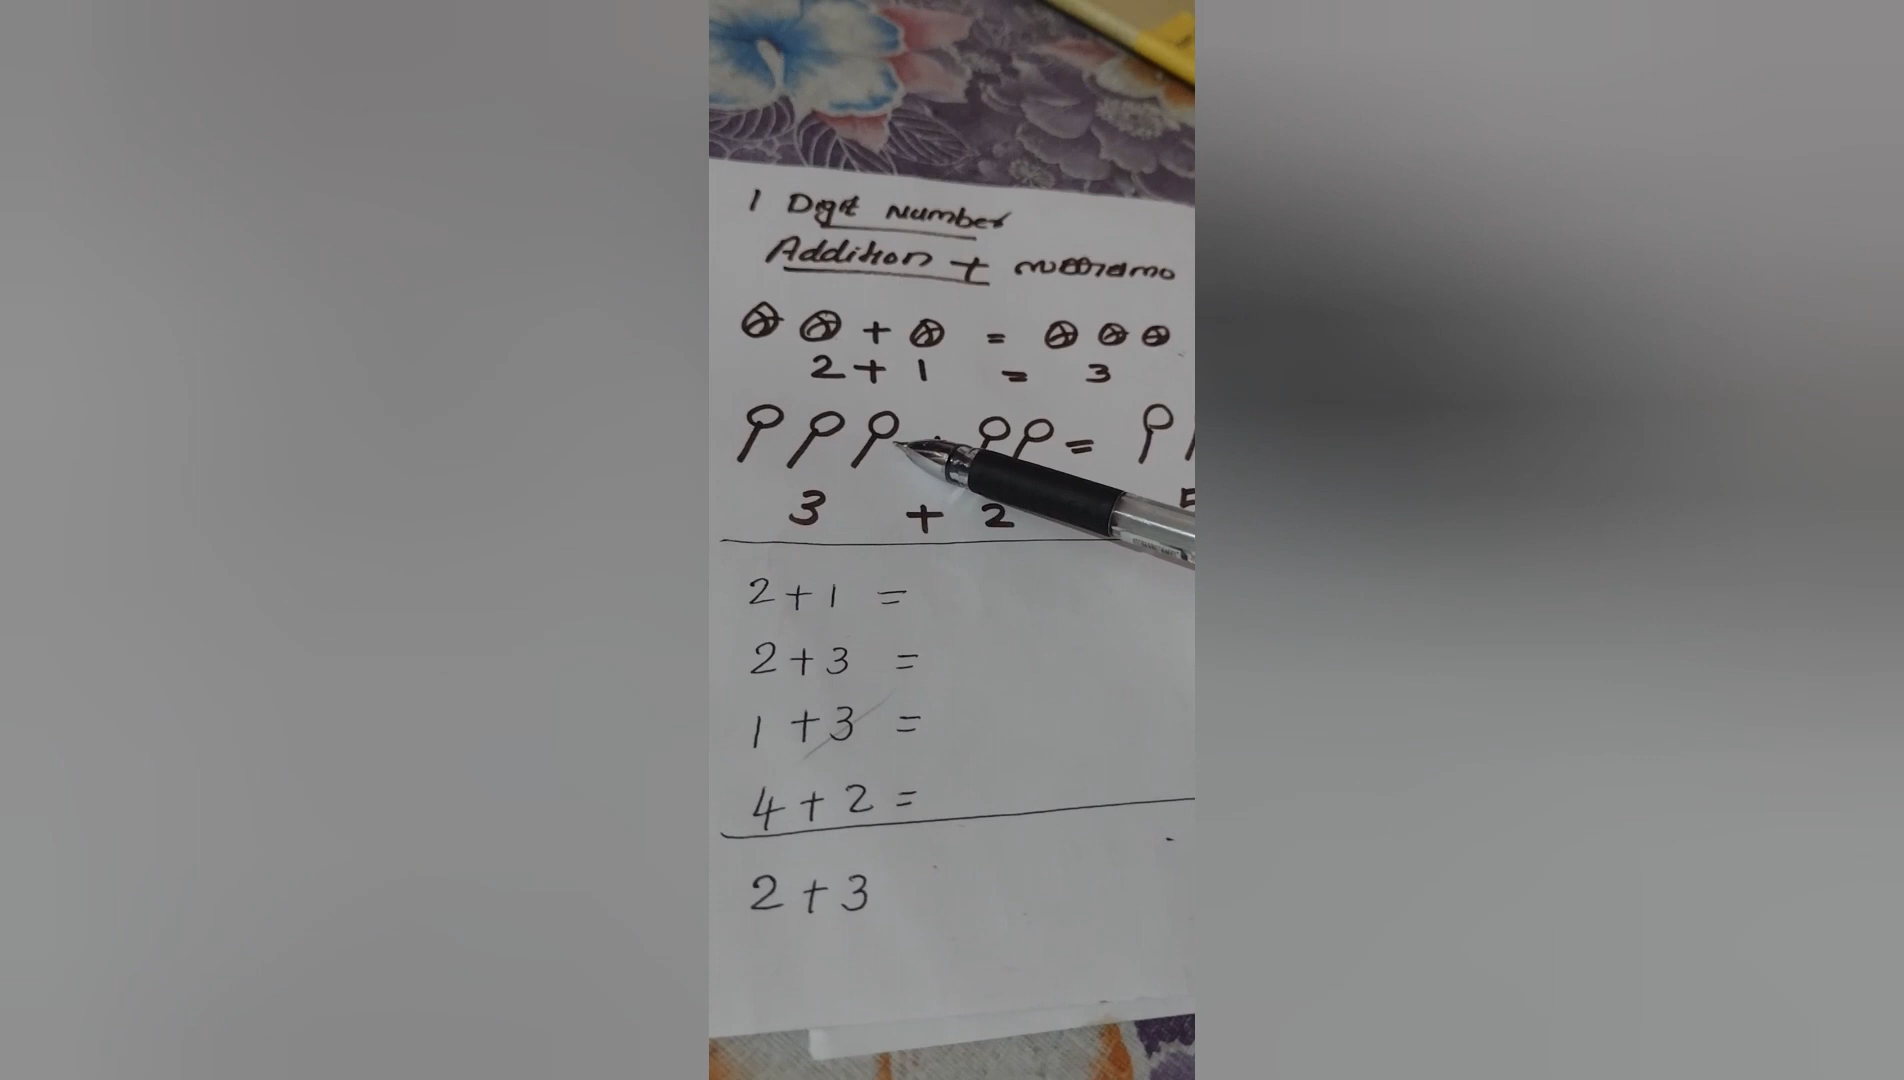 1 Digit Number
Addition +
+ =
2 + 1 = 3
=
3 + 2
2 + 1 =
2 + 3 =
1 + 3 =
4 + 2 =
2 + 3